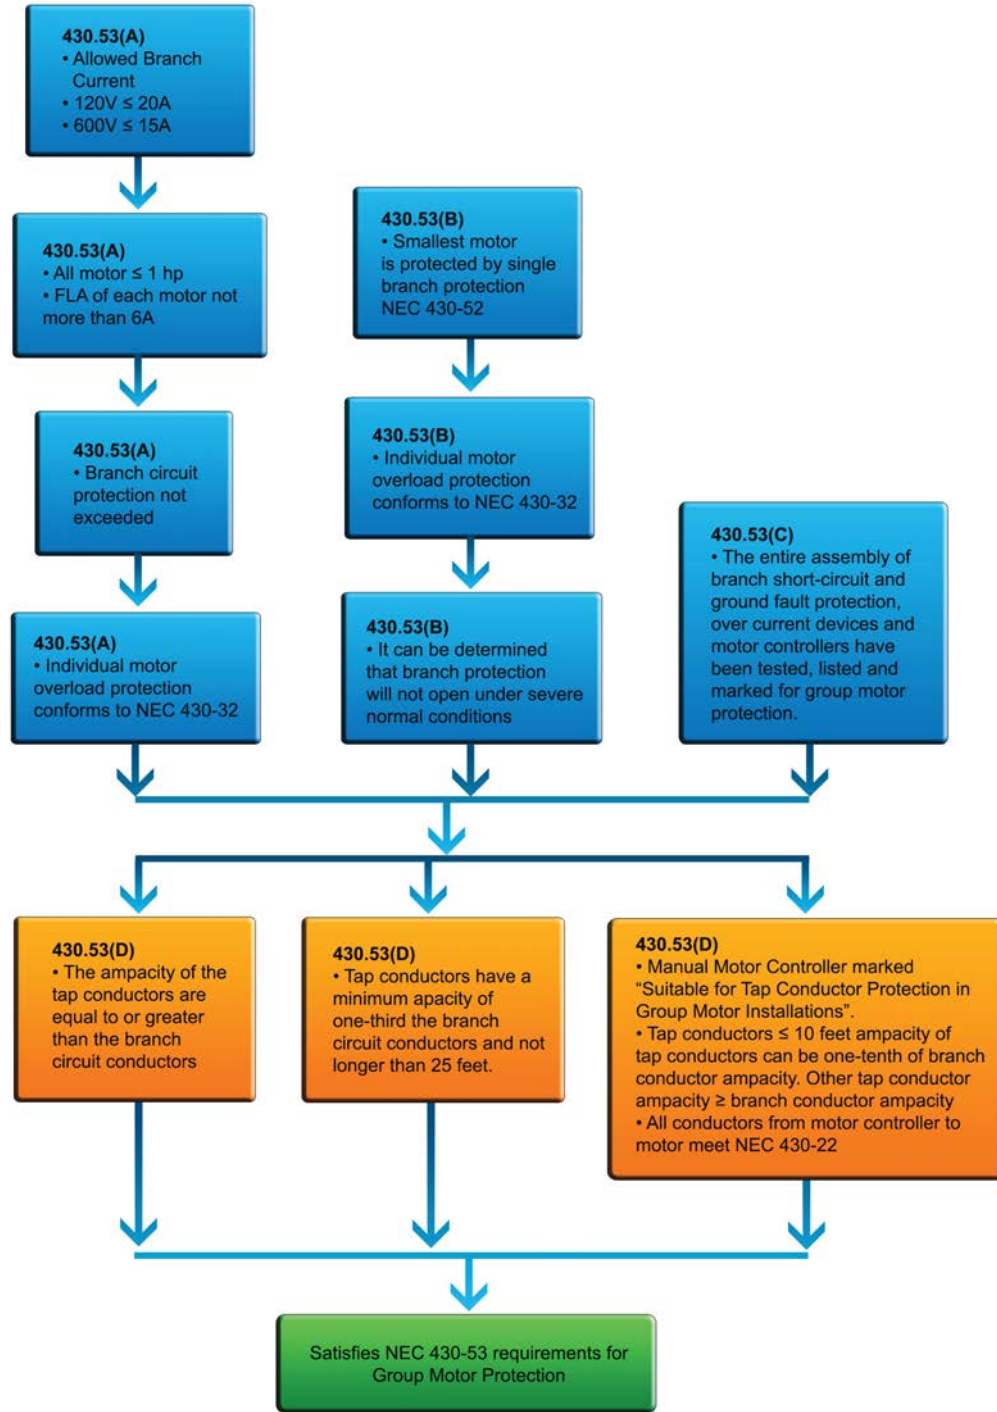 430.53(A)
• Allowed Branch
Current
• 120V ≤ 20A
• 600V ≤ 15A
430.53(A)
• All motor ≤ 1 hp
• FLA of each motor not
more than 6A
430.53(A)
• Branch circuit
protection not
exceeded
430.53(A)
• Individual motor
overload protection
conforms to NEC 430-32
430.53(B)
• Smallest motor
is protected by single
branch protection
NEC 430-52
430.53(B)
• Individual motor
overload protection
conforms to NEC 430-32
430.53(B)
• It can be determined
that branch protection
will not open under severe
normal conditions
430.53(C)
• The entire assembly of
branch short-circuit and
ground fault protection,
over current devices and
motor controllers have
been tested, listed and
marked for group motor
protection.
430.53(D)
• The ampacity of the
tap conductors are
equal to or greater
than the branch
circuit conductors
430.53(D)
• Tap conductors have a
minimum apacity of
one-third the branch
circuit conductors and not
longer than 25 feet.
430.53(D)
• Manual Motor Controller marked
“Suitable for Tap Conductor Protection in
Group Motor Installations”.
• Tap conductors ≤ 10 feet ampacity of
tap conductors can be one-tenth of branch
conductor ampacity. Other tap conductor
ampacity ≥ branch conductor ampacity
• All conductors from motor controller to
motor meet NEC 430-22
Satisfies NEC 430-53 requirements for
Group Motor Protection